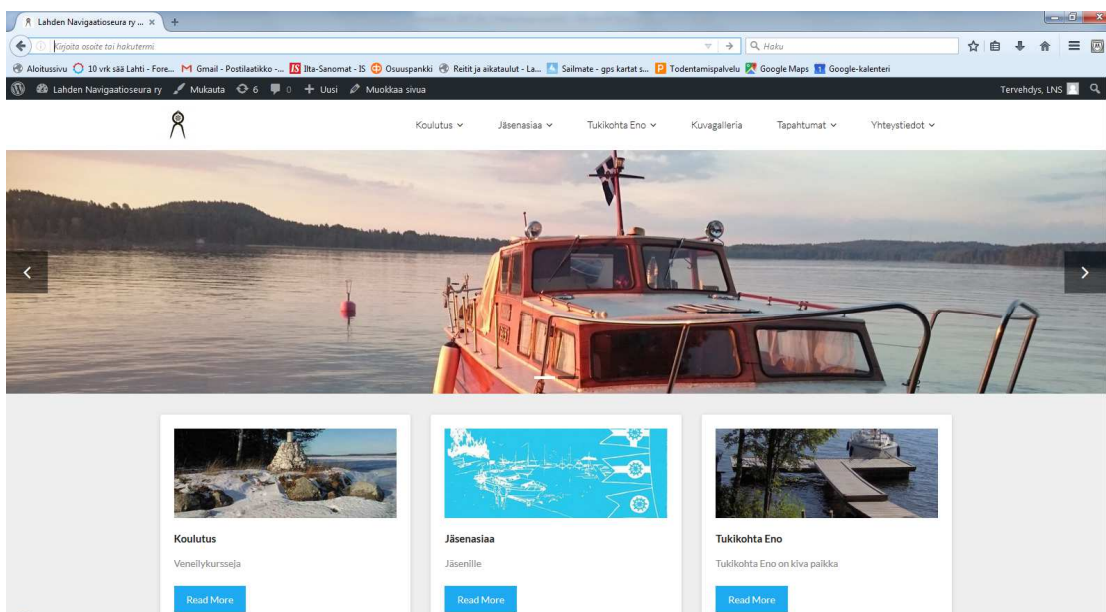 Lahden Navigaatioseura ry ... × +
Kirjoita osoite tai hakutermi
Haku
Aloitussivu 10 vrk sää Lahti - Fore... Gmail - Postilaatikko -... IS Ilta-Sanomat - IS Osuuspankki Reitit ja aikataulut - La... Sailmate - gps kartat s... P Todentamispalvelu Google Maps 1 Google-kalenteri
Lahden Navigaatioseura ry Mukauta 6 0 + Uusi Muokkaa sivua Tervehdys, LNS
Koulutus Jäsenasiaa Tukikohta Eno Kuvagalleria Tapahtumat Yhteystiedot
Koulutus Jäsenasiaa Tukikohta Eno
Veneilykursseja Jäsenille Tukikohta Eno on kiva paikka
Read More Read More Read More